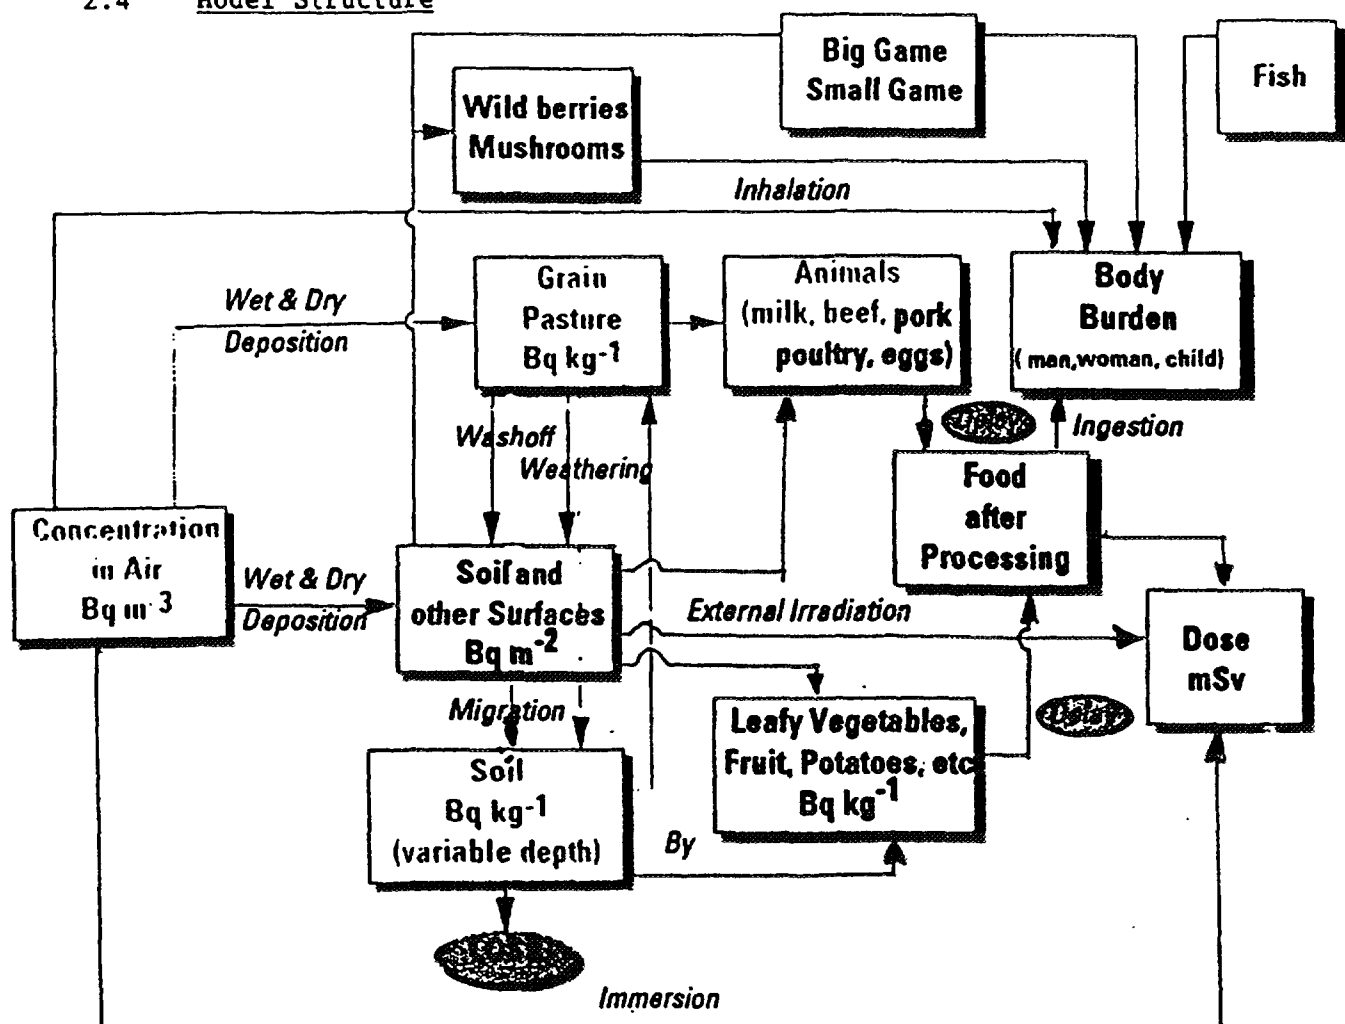 2.4 Model Structure
Big Game
Small Game
Fish
Wild berries
Mushrooms
Inhalation
Grain
Pasture
Bq kg-1
Animals
(milk, beef, pork
poultry, eggs)
Body
Burden
(man,woman, child)
Wet & Dry
Deposition
Washoff
Weathering
Delay
Ingestion
Food
after
Processing
Concentration
in Air
Bq m-3
Wet & Dry
Deposition
Soil and
other Surfaces
Bq m-2
External Irradiation
Dose
mSv
Migration
Leafy Vegetables,
Fruit, Potatoes, etc
Bq kg-1
Delay
Soil
Bq kg-1
(variable depth)
By
Immersion